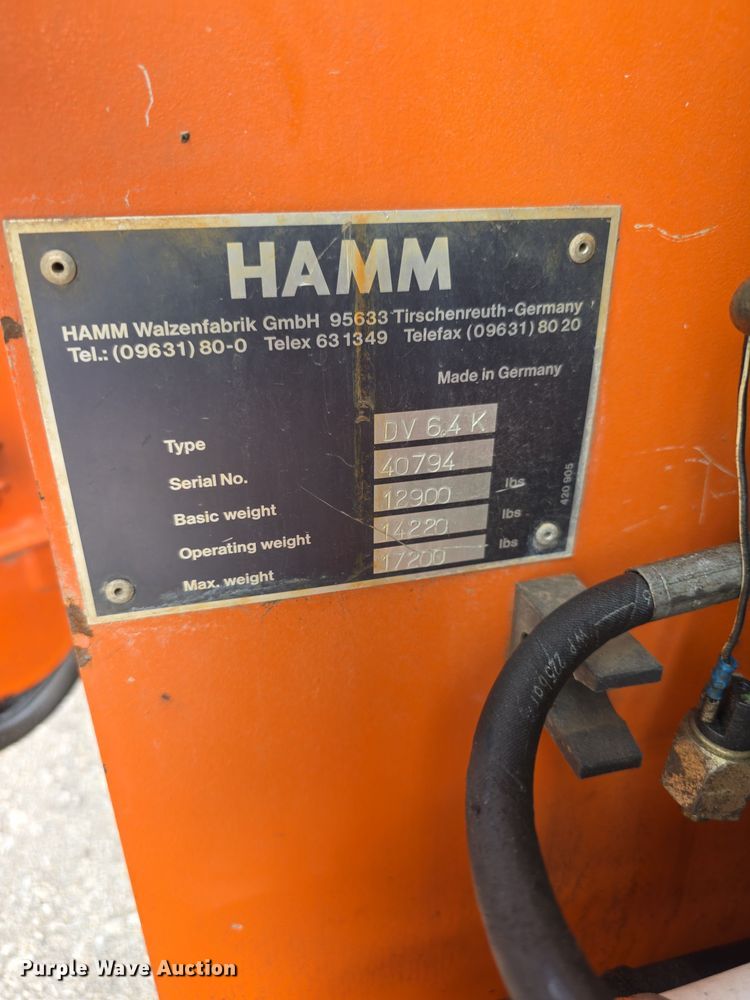 HAMM
HAMM Walzenfabrik GmbH 95633 Tirschenreuth-Germany
Tel.: (09631) 80-0 Telex 631349 Telefax (09631) 80 20
Made in Germany
Type DV 6.4 K
Serial No. 40794
Basic weight 12900 lbs
Operating weight 14220 lbs
Max. weight 17200 lbs
420 905
Purple Wave Auction